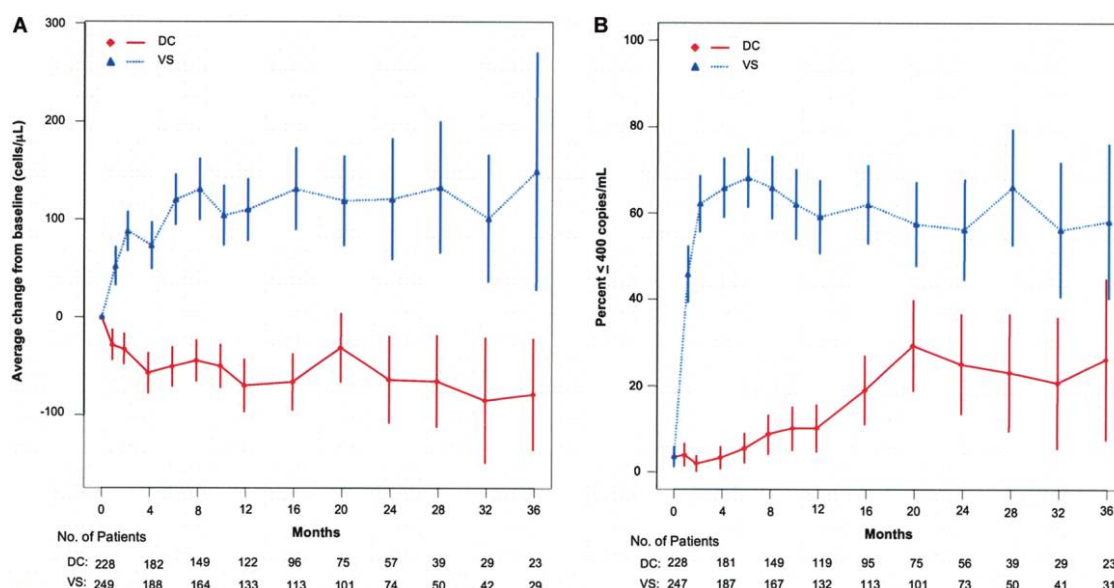 A
DC
VS
Average change from baseline (cells/µL)
300
200
100
0
-100
0 4 8 12 16 20 24 28 32 36
Months
No. of Patients
DC: 228 182 149 122 96 75 57 39 29 23
VS: 249 188 164 133 113 101 74 50 42 29
B
DC
VS
Percent ≤ 400 copies/mL
100
80
60
40
20
0
0 4 8 12 16 20 24 28 32 36
Months
No. of Patients
DC: 228 181 149 119 95 75 56 39 29 23
VS: 247 187 167 132 113 101 73 50 41 31